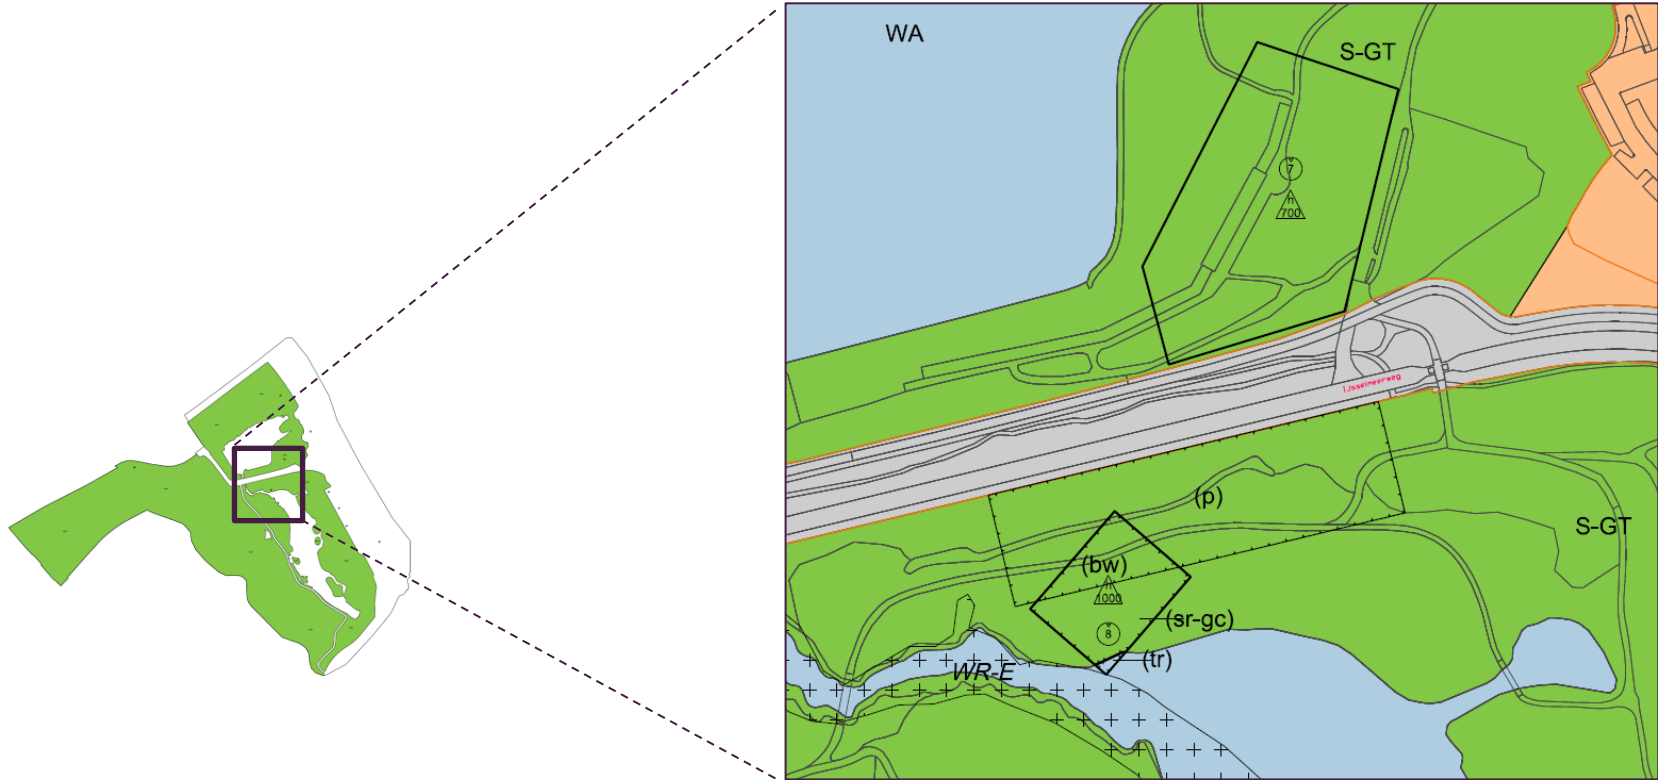 WA
S-GT
7
h
700
IJsselmeerweg
(p)
S-GT
(bw)
h
1000
(sr-gc)
8
(tr)
WR-E